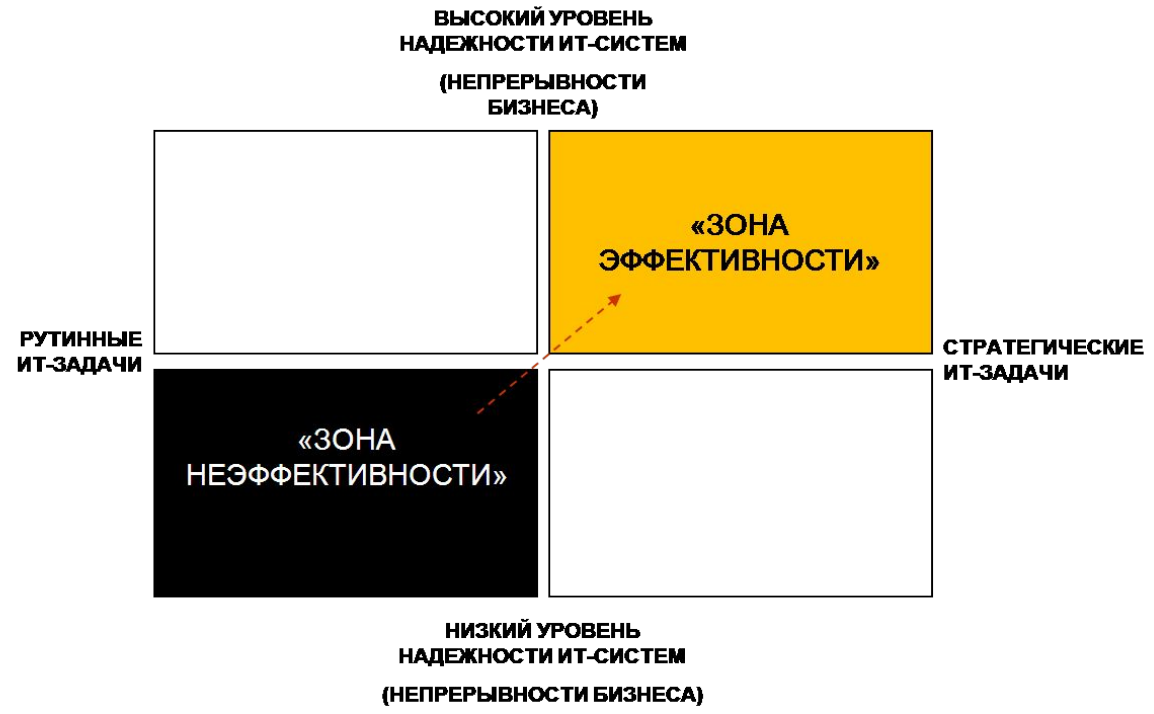 ВЫСОКИЙ УРОВЕНЬ
НАДЕЖНОСТИ ИТ-СИСТЕМ
(НЕПРЕРЫВНОСТИ
БИЗНЕСА)
«ЗОНА
ЭФФЕКТИВНОСТИ»
РУТИННЫЕ
ИТ-ЗАДАЧИ
СТРАТЕГИЧЕСКИЕ
ИТ-ЗАДАЧИ
«ЗОНА
НЕЭФФЕКТИВНОСТИ»
НИЗКИЙ УРОВЕНЬ
НАДЕЖНОСТИ ИТ-СИСТЕМ
(НЕПРЕРЫВНОСТИ БИЗНЕСА)